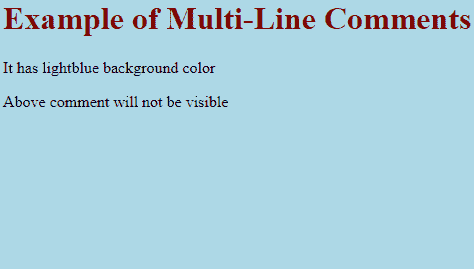 Example of Multi-Line Comments
It has lightblue background color
Above comment will not be visible